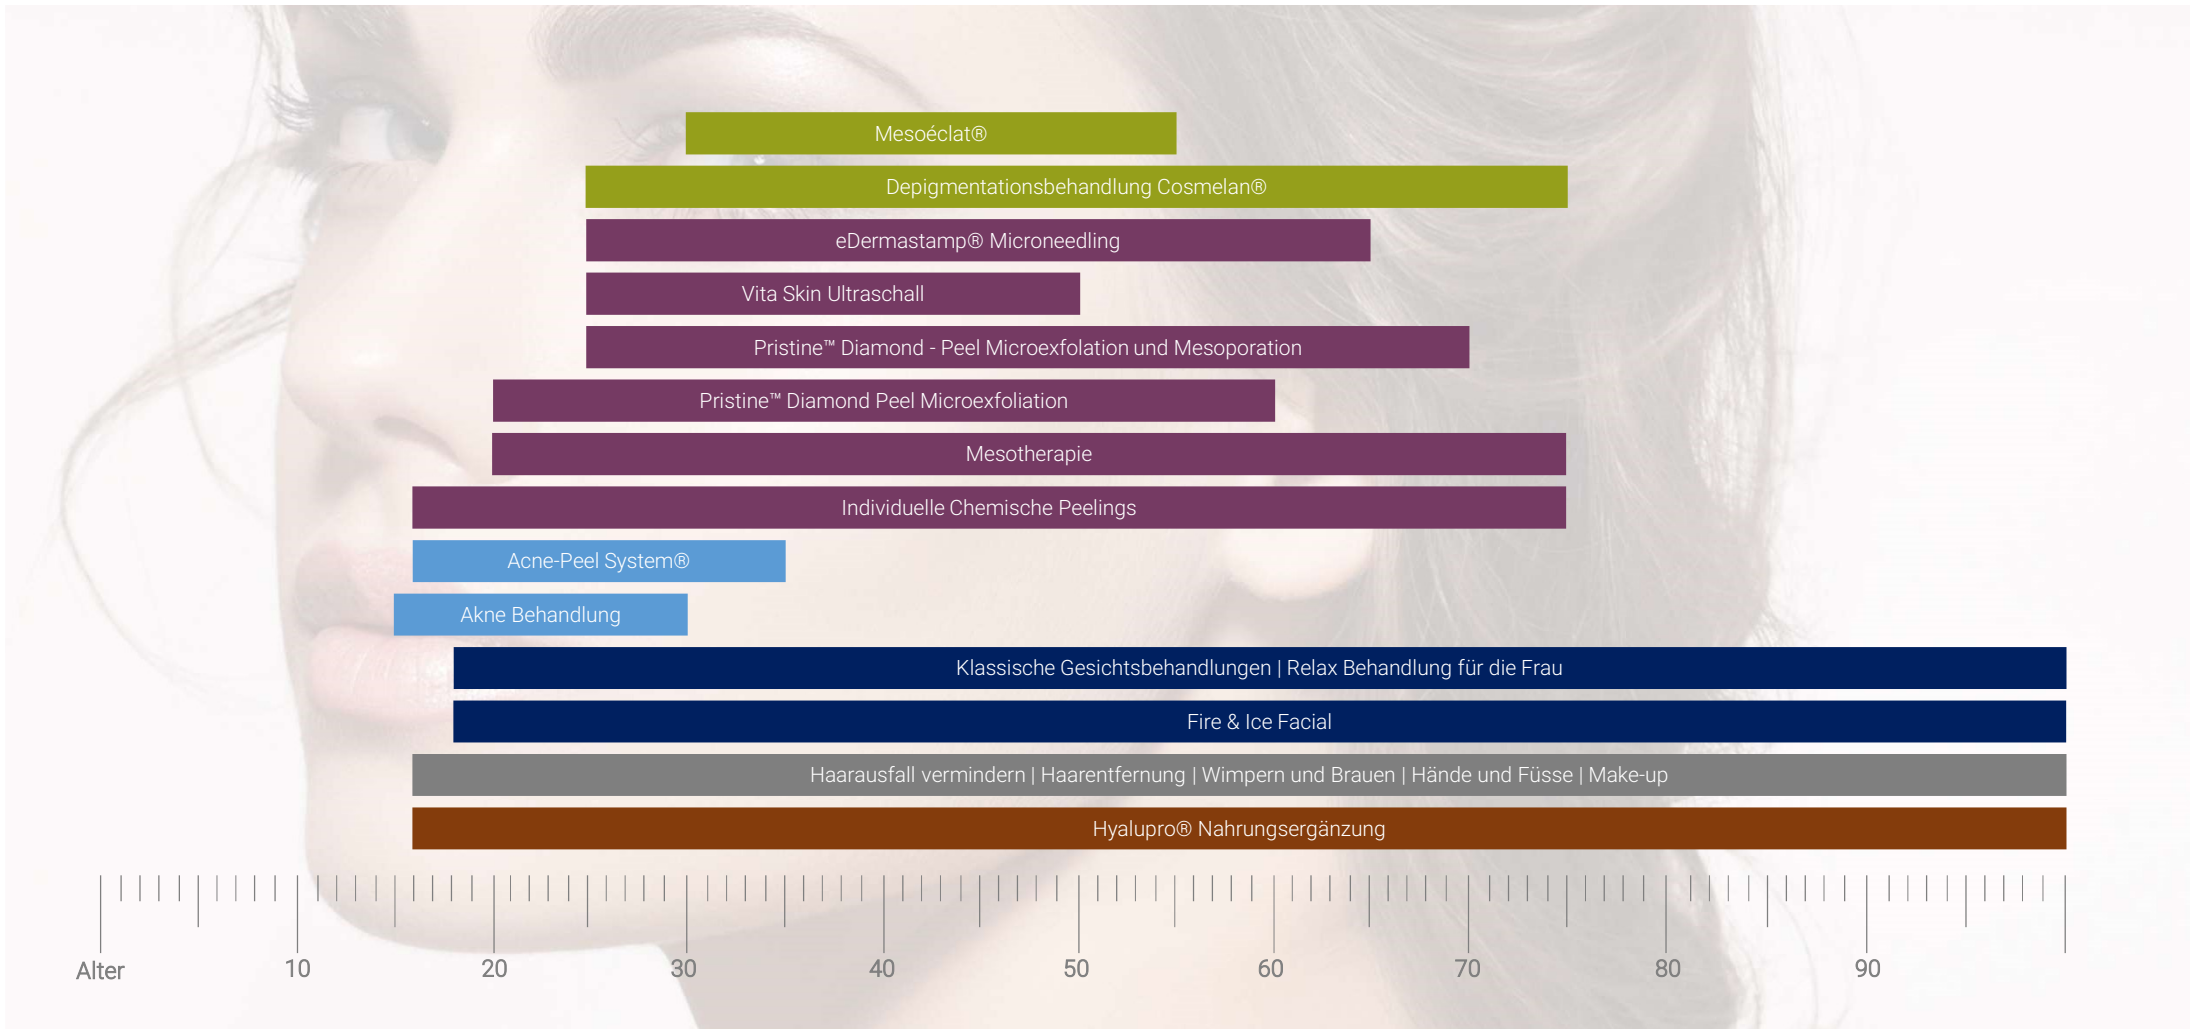 Mesoéclat®
Depigmentationsbehandlung Cosmelan®
eDermastamp® Microneedling
Vita Skin Ultraschall
Pristine™ Diamond - Peel Microexfolation und Mesoporation
Pristine™ Diamond Peel Microexfoliation
Mesotherapie
Individuelle Chemische Peelings
Acne-Peel System®
Akne Behandlung
Klassische Gesichtsbehandlungen | Relax Behandlung für die Frau
Fire & Ice Facial
Haarausfall vermindern | Haarentfernung | Wimpern und Brauen | Hände und Füsse | Make-up
Hyalupro® Nahrungsergänzung
Alter 10 20 30 40 50 60 70 80 90